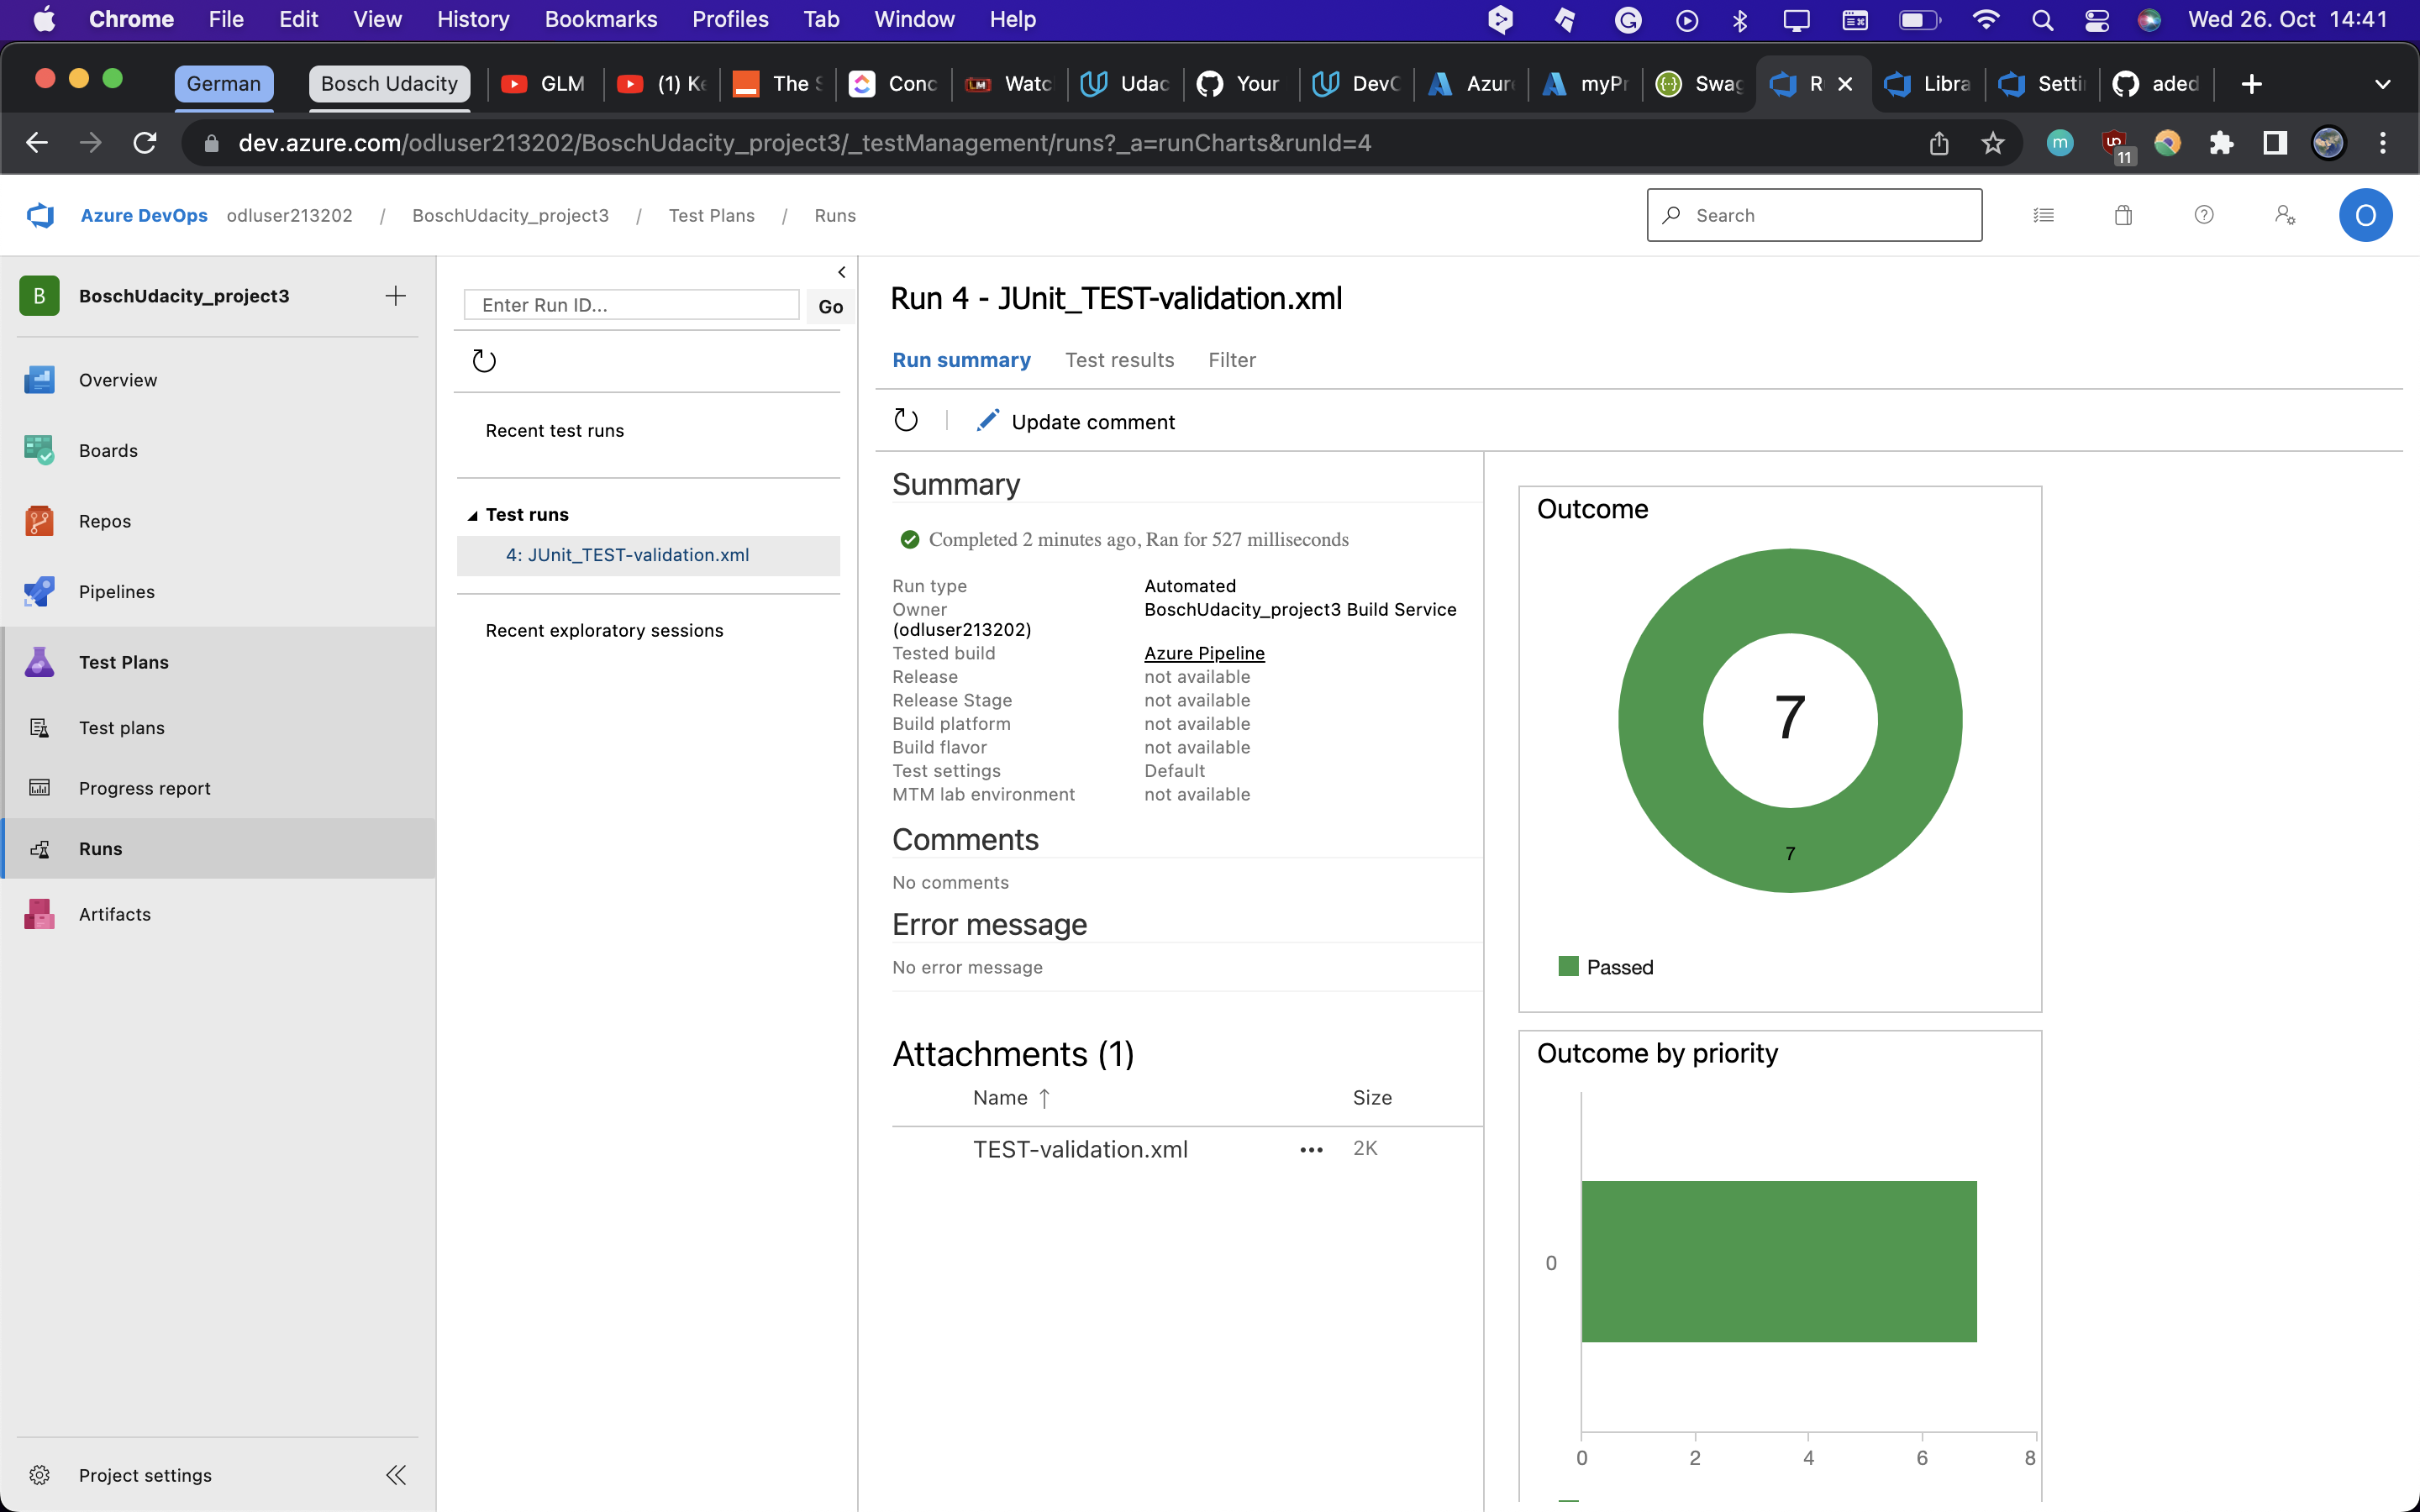 Chrome File Edit View History Bookmarks Profiles Tab Window Help Wed 26. Oct 14:41
German Bosch Udacity GLM (1) The Conc Watc Udac Your DevC Azure myPr Swag R Libra Settin aded
dev.azure.com/odluser213202/BoschUdacity_project3/_testManagement/runs?_a=runCharts&runId=4 m 11
Azure DevOps odluser213202 / BoschUdacity_project3 / Test Plans / Runs Search O
B BoschUdacity_project3
Overview
Boards
Repos
Pipelines
Test Plans
Test plans
Progress report
Runs
Artifacts
Project settings
Enter Run ID... Go
Recent test runs
Test runs
4: JUnit_TEST-validation.xml
Recent exploratory sessions
Run 4 - JUnit_TEST-validation.xml
Run summary Test results Filter
Update comment
Summary
Completed 2 minutes ago, Ran for 527 milliseconds
Run type Automated
Owner BoschUdacity_project3 Build Service
(odluser213202)
Tested build Azure Pipeline
Release not available
Release Stage not available
Build platform not available
Build flavor not available
Test settings Default
MTM lab environment not available
Comments
No comments
Error message
No error message
Attachments (1)
Name ↑ Size
TEST-validation.xml ••• 2K
Outcome
7
7
Passed
Outcome by priority
0
0 2 4 6 8